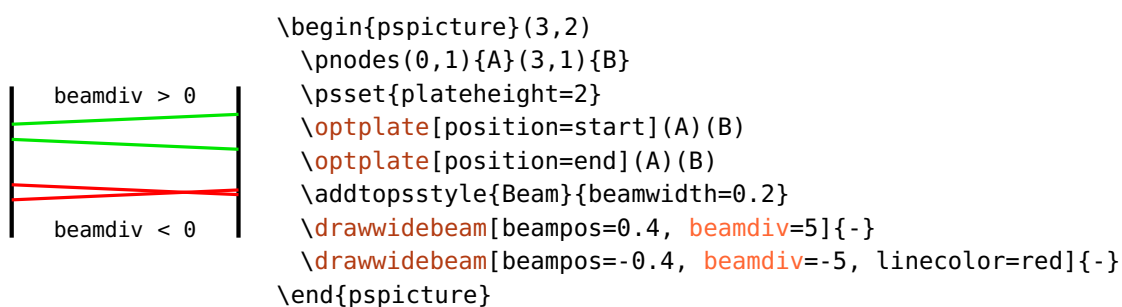 beamdiv > 0
beamdiv < 0
\begin{pspicture}(3,2)
  \pnodes(0,1){A}(3,1){B}
  \psset{plateheight=2}
  \optplate[position=start](A)(B)
  \optplate[position=end](A)(B)
  \addtopsstyle{Beam}{beamwidth=0.2}
  \drawwidebeam[beampos=0.4, beamdiv=5]{-}
  \drawwidebeam[beampos=-0.4, beamdiv=-5, linecolor=red]{-}
\end{pspicture}